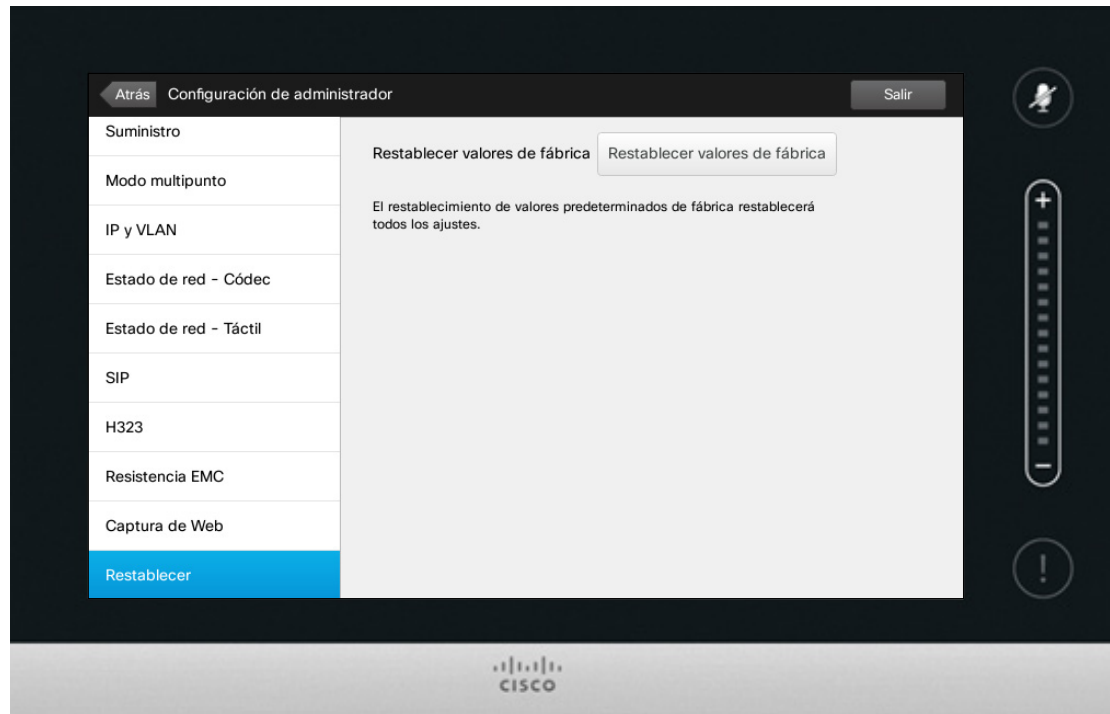 Atrás Configuración de administrador Salir
Suministro
Modo multipunto
IP y VLAN
Estado de red - Códec
Estado de red - Táctil
SIP
H323
Resistencia EMC
Captura de Web
Restablecer
Restablecer valores de fábrica Restablecer valores de fábrica
El restablecimiento de valores predeterminados de fábrica restablecerá
todos los ajustes.
+
-
!
CISCO